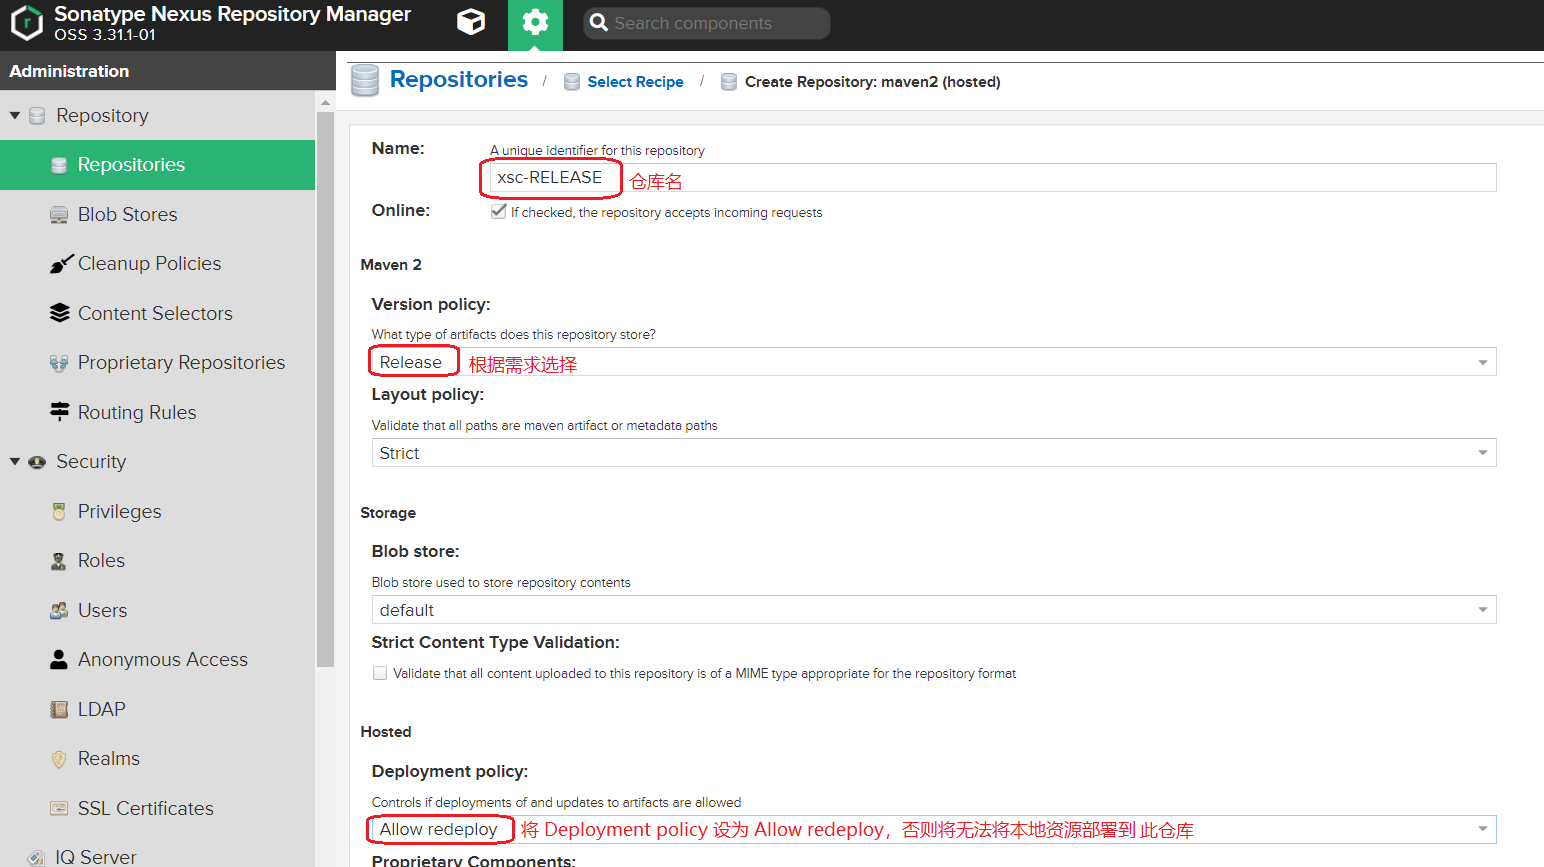 Sonatype Nexus Repository Manager
OSS 3.31.1-01
Search components
Administration
Repository
Repositories
Blob Stores
Cleanup Policies
Content Selectors
Proprietary Repositories
Routing Rules
Security
Privileges
Roles
Users
Anonymous Access
LDAP
Realms
SSL Certificates
IQ Server
Repositories / Select Recipe / Create Repository: maven2 (hosted)
Name:
A unique identifier for this repository
xsc-RELEASE 仓库名
Online:
If checked, the repository accepts incoming requests
Maven 2
Version policy:
What type of artifacts does this repository store?
Release 根据需求选择
Layout policy:
Validate that all paths are maven artifact or metadata paths
Strict
Storage
Blob store:
Blob store used to store repository contents
default
Strict Content Type Validation:
Validate that all content uploaded to this repository is of a MIME type appropriate for the repository format
Hosted
Deployment policy:
Controls if deployments of and updates to artifacts are allowed
Allow redeploy 将 Deployment policy 设为 Allow redeploy，否则将无法将本地资源部署到 此仓库
Proprietary Components: